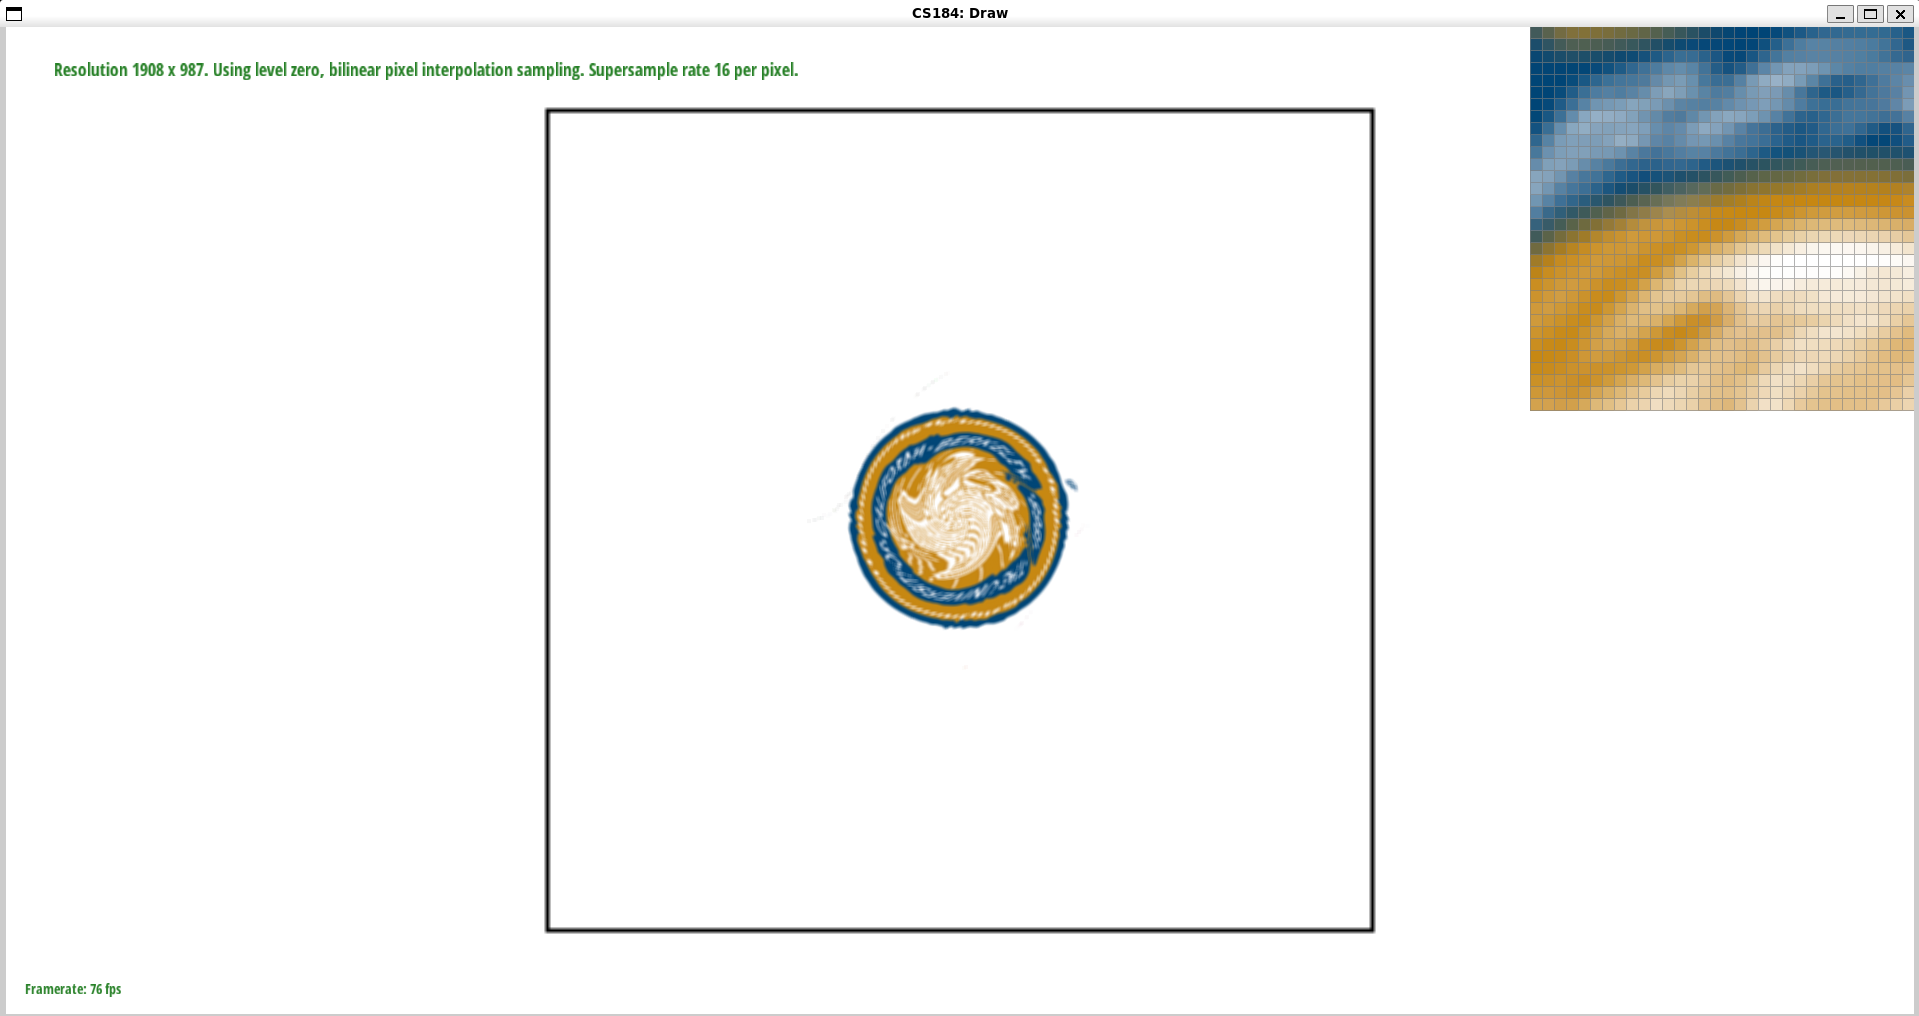 CS184: Draw
Resolution 1908 x 987. Using level zero, bilinear pixel interpolation sampling. Supersample rate 16 per pixel.
BERKELEY
Framerate: 76 fps